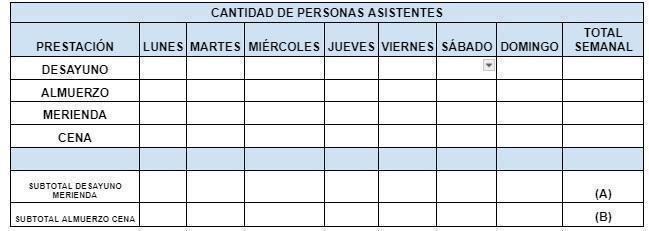 CANTIDAD DE PERSONAS ASISTENTES
PRESTACIÓN LUNES MARTES MIÉRCOLES JUEVES VIERNES SÁBADO DOMINGO TOTAL SEMANAL
DESAYUNO
ALMUERZO
MERIENDA
CENA
SUBTOTAL DESAYUNO
MERIENDA
(A)
SUBTOTAL ALMUERZO CENA (B)